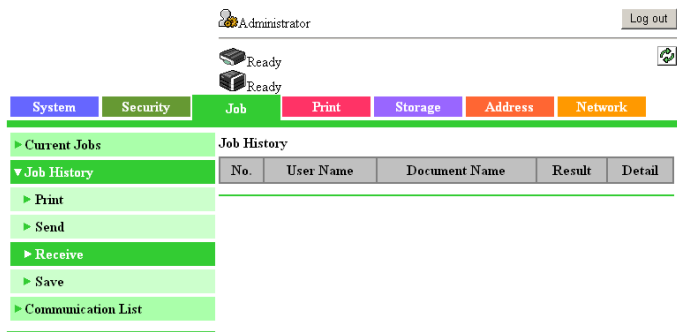 Administrator
Log out
Ready
Ready
System Security Job Print Storage Address Network
Current Jobs
Job History
Print
Send
Receive
Save
Communication List
Job History
No. User Name Document Name Result Detail